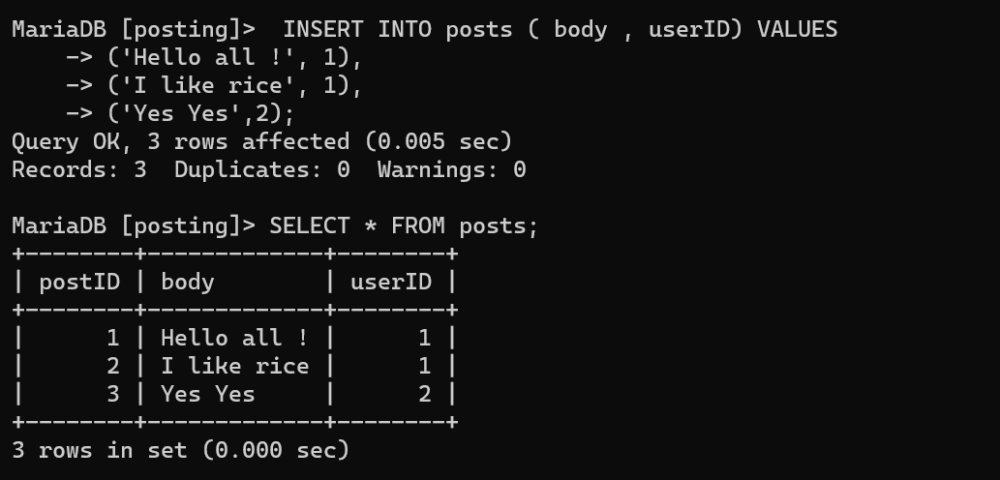 MariaDB [posting]>  INSERT INTO posts ( body , userID) VALUES
    -> ('Hello all !', 1),
    -> ('I like rice', 1),
    -> ('Yes Yes',2);
Query OK, 3 rows affected (0.005 sec)
Records: 3  Duplicates: 0  Warnings: 0

MariaDB [posting]> SELECT * FROM posts;
+--------+-------------+--------+
| postID | body        | userID |
+--------+-------------+--------+
|      1 | Hello all ! |      1 |
|      2 | I like rice |      1 |
|      3 | Yes Yes     |      2 |
+--------+-------------+--------+
3 rows in set (0.000 sec)